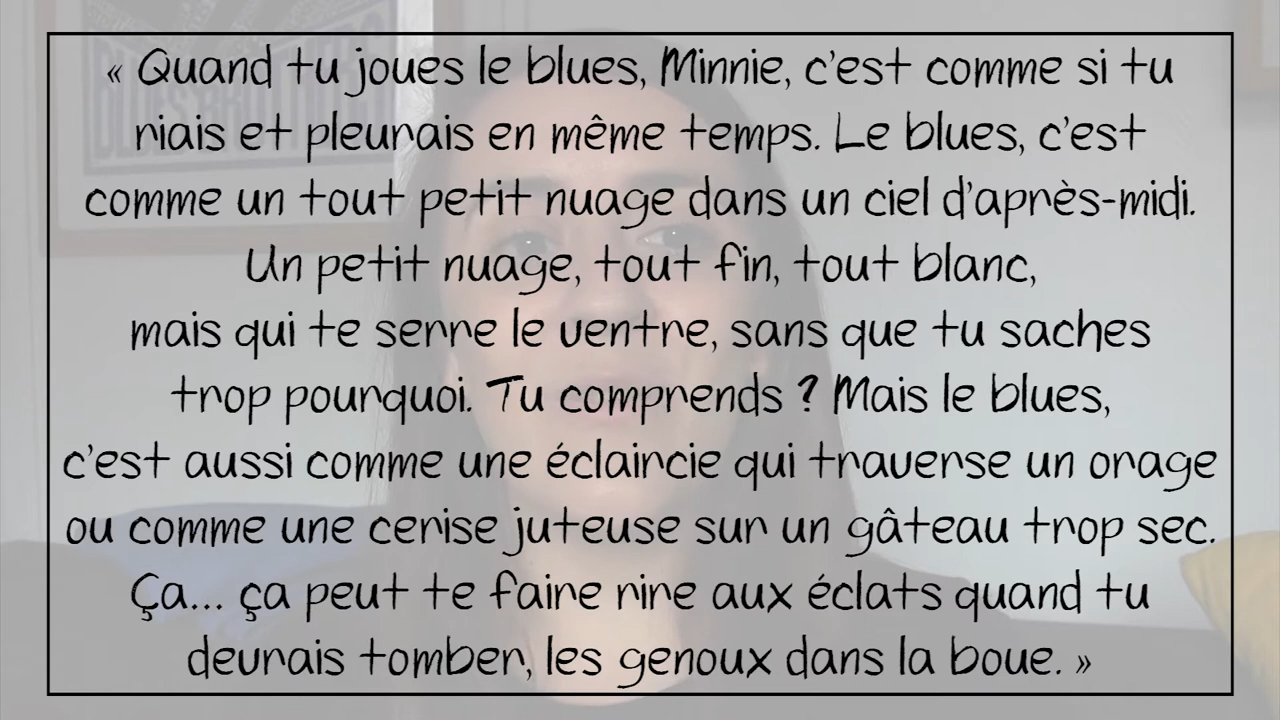 « Quand tu joues le blues, Minnie, c'est comme si tu
riais et pleurais en même temps. Le blues, c'est
comme un tout petit nuage dans un ciel d'après-midi.
Un petit nuage, tout fin, tout blanc,
mais qui te serre le ventre, sans que tu saches
trop pourquoi. Tu comprends ? Mais le blues,
c'est aussi comme une éclaircie qui traverse un orage
ou comme une cerise juteuse sur un gâteau trop sec.
Ça... ça peut te faire rire aux éclats quand tu
devrais tomber, les genoux dans la boue. »